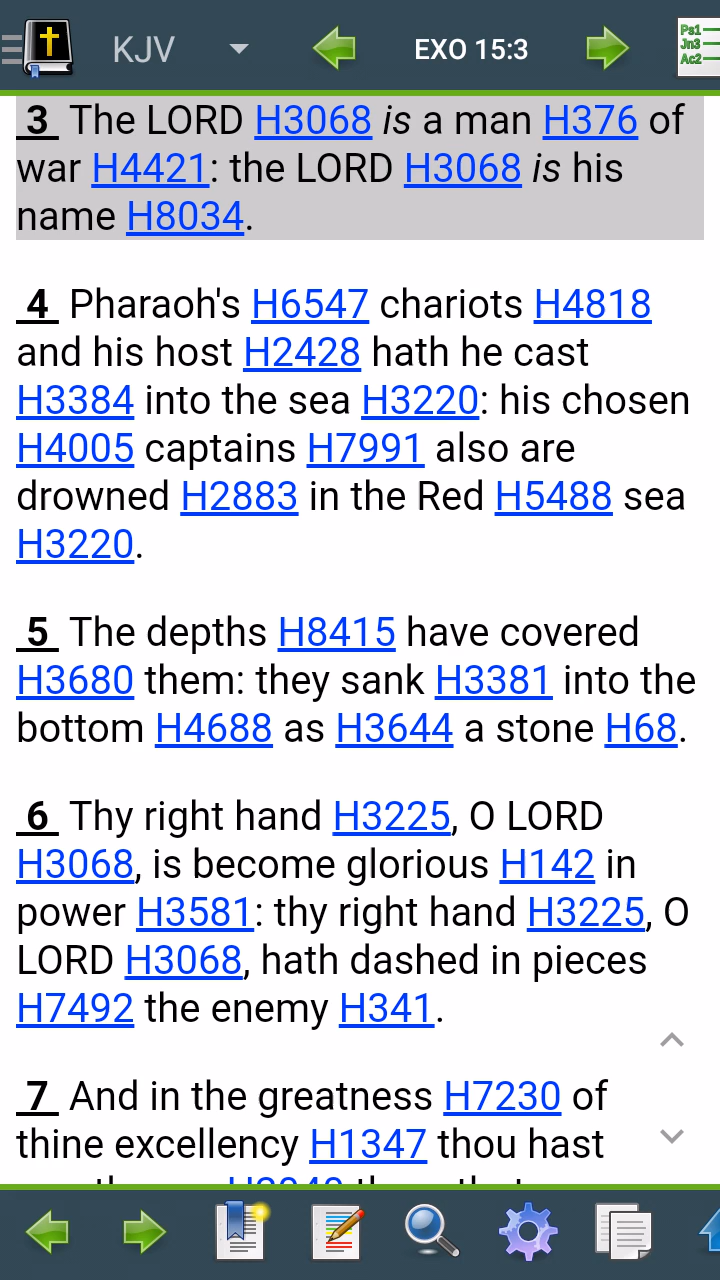 KJV
EXO 15:3
Ps1
Jn3
Ac2
3 The LORD H3068 is a man H376 of
war H4421: the LORD H3068 is his
name H8034.
4 Pharaoh's H6547 chariots H4818
and his host H2428 hath he cast
H3384 into the sea H3220: his chosen
H4005 captains H7991 also are
drowned H2883 in the Red H5488 sea
H3220.
5 The depths H8415 have covered
H3680 them: they sank H3381 into the
bottom H4688 as H3644 a stone H68.
6 Thy right hand H3225, O LORD
H3068, is become glorious H142 in
power H3581: thy right hand H3225, O
LORD H3068, hath dashed in pieces
H7492 the enemy H341.
7 And in the greatness H7230 of
thine excellency H1347 thou hast